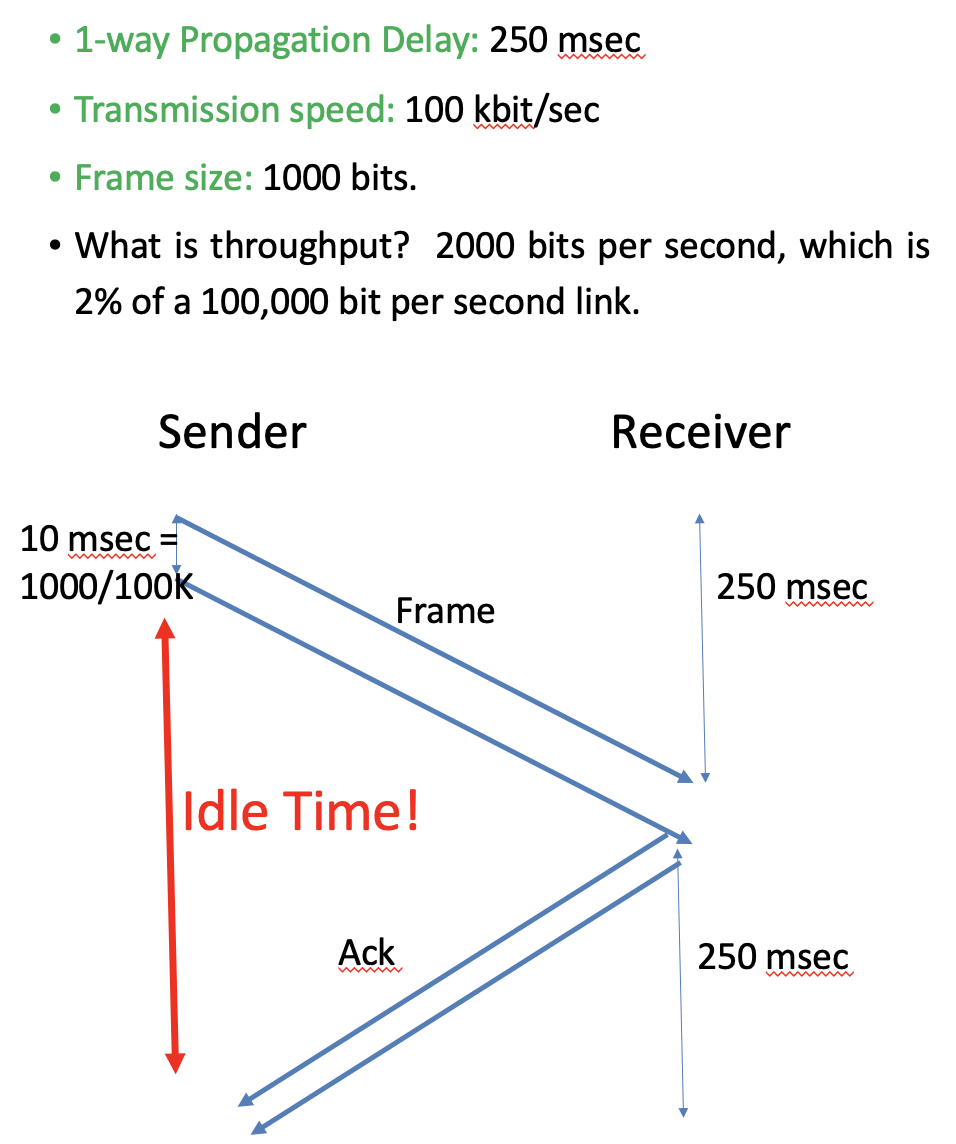 • 1-way Propagation Delay: 250 msec
• Transmission speed: 100 kbit/sec
• Frame size: 1000 bits.
• What is throughput? 2000 bits per second, which is
2% of a 100,000 bit per second link.
Sender
Receiver
10 msec =
1000/100K
Frame
250 msec
Idle Time!
Ack
250 msec